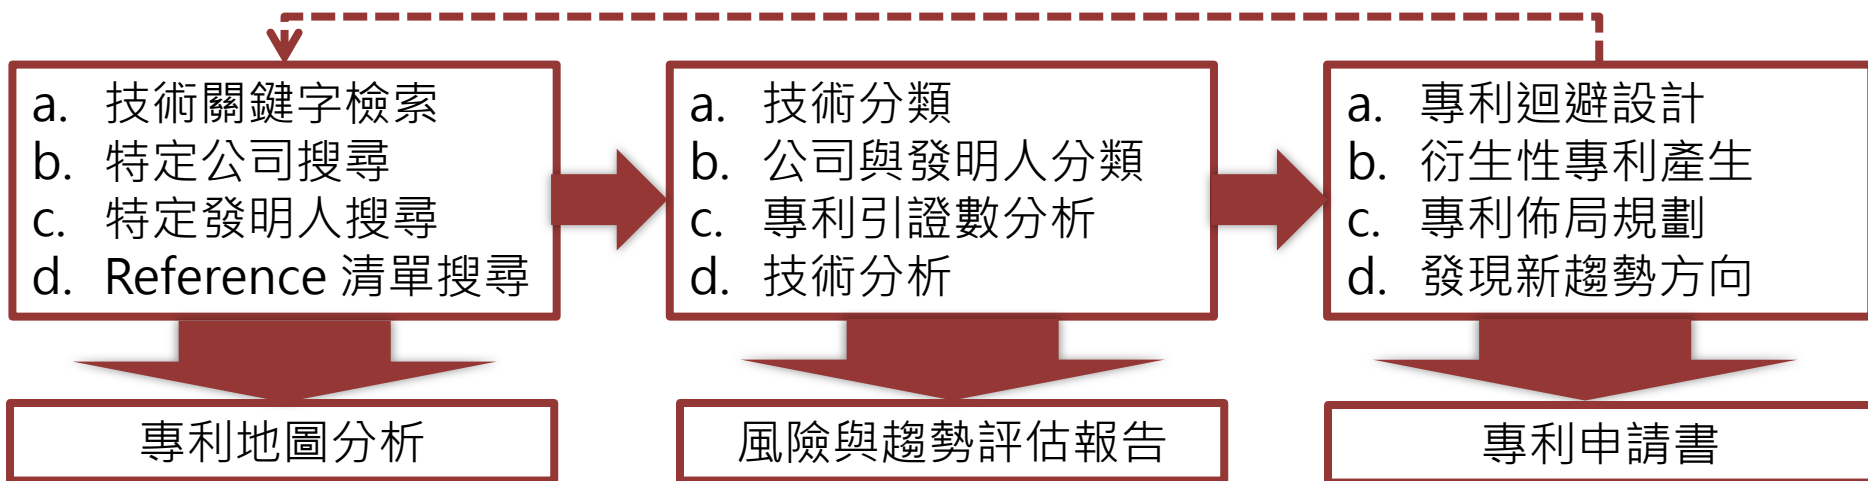 a. 技術關鍵字檢索
b. 特定公司搜尋
c. 特定發明人搜尋
d. Reference 清單搜尋
a. 技術分類
b. 公司與發明人分類
c. 專利引證數分析
d. 技術分析
a. 專利迴避設計
b. 衍生性專利產生
c. 專利佈局規劃
d. 發現新趨勢方向
專利地圖分析
風險與趨勢評估報告
專利申請書